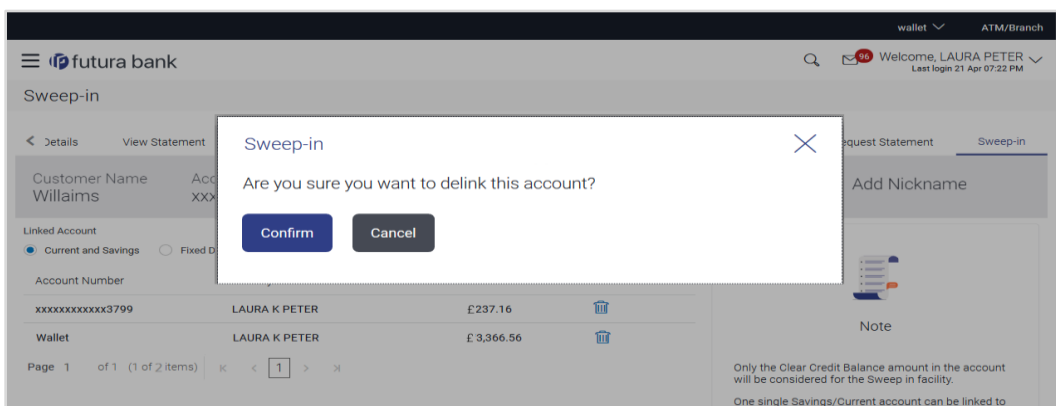 wallet ATM/Branch
futura bank
96 Welcome, LAURA PETER
Last login 21 Apr 07:22 PM
Sweep-in
Details View Statement
Request Statement Sweep-in
Sweep-in
Are you sure you want to delink this account?
Confirm Cancel
Customer Name
Willaims
Add Nickname
Linked Account
Current and Savings Fixed
Account Number
xxxxxxxxxxxx3799 LAURA K PETER £237.16
Wallet LAURA K PETER £ 3,366.56
Page 1 of 1 (1 of 2 items) K < 1 > >|
Note
Only the Clear Credit Balance amount in the account
will be considered for the Sweep in facility.
One single Savings/Current account can be linked to